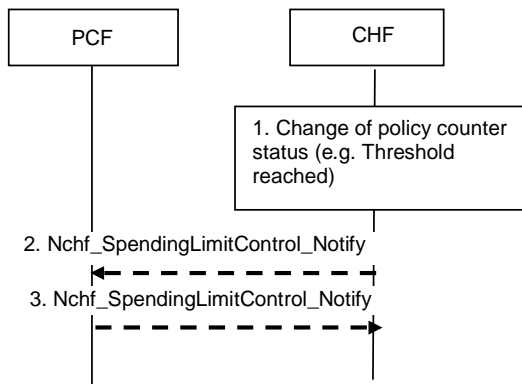 PCF
CHF
1. Change of policy counter
status (e.g. Threshold
reached)
2. Nchf_SpendingLimitControl_Notify
3. Nchf_SpendingLimitControl_Notify